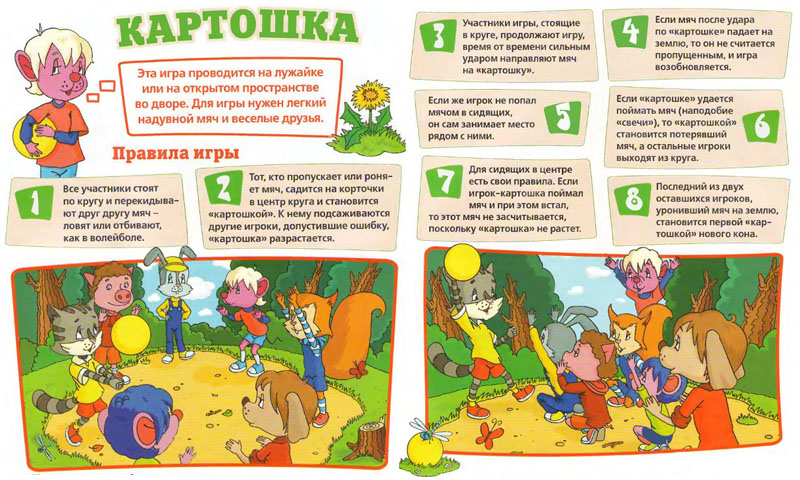 КАРТОШКА
Эта игра проводится на лужайке
или на открытом пространстве
во дворе. Для игры нужен легкий
надувной мяч и веселые друзья.
Правила игры
1
Все участники стоят
по кругу и перекидыва-
ют друг другу мяч –
ловят или отбивают,
как в волейболе.
2
Тот, кто пропускает или роня-
ет мяч, садится на корточки
в центр круга и становится
«картошкой». К нему подсаживаются
другие игроки, допустившие ошибку,
«картошка» разрастается.
3
Участники игры, стоящие
в круге, продолжают игру,
время от времени сильным
ударом направляют мяч
на «картошку».
4
Если мяч после удара
по «картошке» падает на
землю, то он не считается
пропущенным, и игра
возобновляется.
Если же игрок не попал
мячом в сидящих,
он сам занимает место
рядом с ними.
5
Если «картошке» удается
поймать мяч (наподобие
«свечи»), то «картошкой»
становится потерявший
мяч, а остальные игроки
выходят из круга.
6
7
Для сидящих в центре
есть свои правила. Если
игрок-картошка поймал
мяч и при этом встал,
то этот мяч не засчитывается,
поскольку «картошка» не растет.
8
Последний из двух
оставшихся игроков,
уронивший мяч на землю,
становится первой «кар-
тошкой» нового кона.